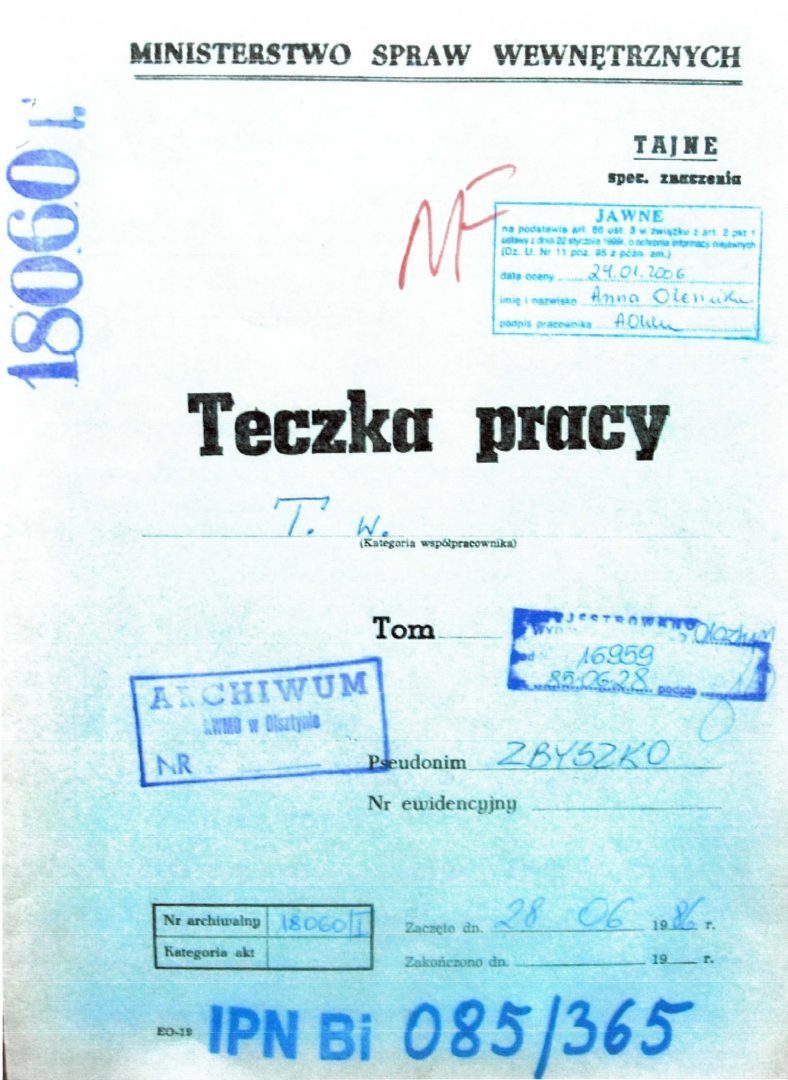 MINISTERSTWO SPRAW WEWNĘTRZNYCH
18060 I.
TAJNE
spec. znaczenia
MF
JAWNE
na podstawie art. 86 ust. 3 w związku z art. 2 pkt 1
ustawy z dnia 22 stycznia 1999r. o ochronie informacji niejawnych
(Dz. U. Nr 11 poz. 95 z późn. zm.)
data oceny 24.01.2006
imię i nazwisko Anna
podpis pracownika
Teczka pracy
T. w.
(Kategoria współpracownika)
Tom
16959
85.06.28 podpis
ARCHIWUM
w Olsztynie
NR
Pseudonim ZBYSZKO
Nr ewidencyjny
Nr archiwalny 18060/I
Kategoria akt
Zaczęto dn. 28 06 1986 r.
Zakończono dn. 19 r.
EO-19
IPN Bi 085/365